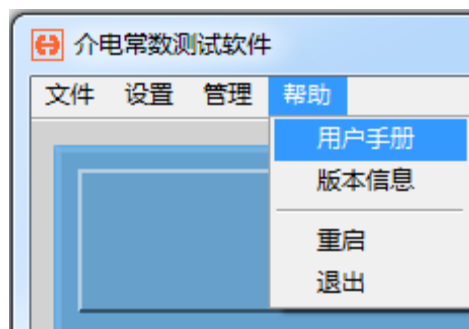 介电常数测试软件
文件 设置 管理 帮助
用户手册
版本信息
重启
退出